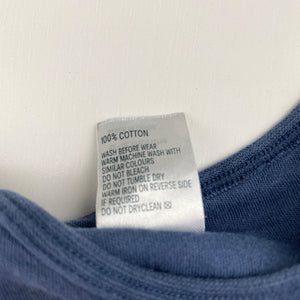 100% COTTON
WASH BEFORE WEAR
WARM MACHINE WASH WITH
SIMILAR COLOURS
DO NOT BLEACH
DO NOT TUMBLE DRY
WARM IRON ON REVERSE SIDE
IF REQUIRED
DO NOT DRYCLEAN